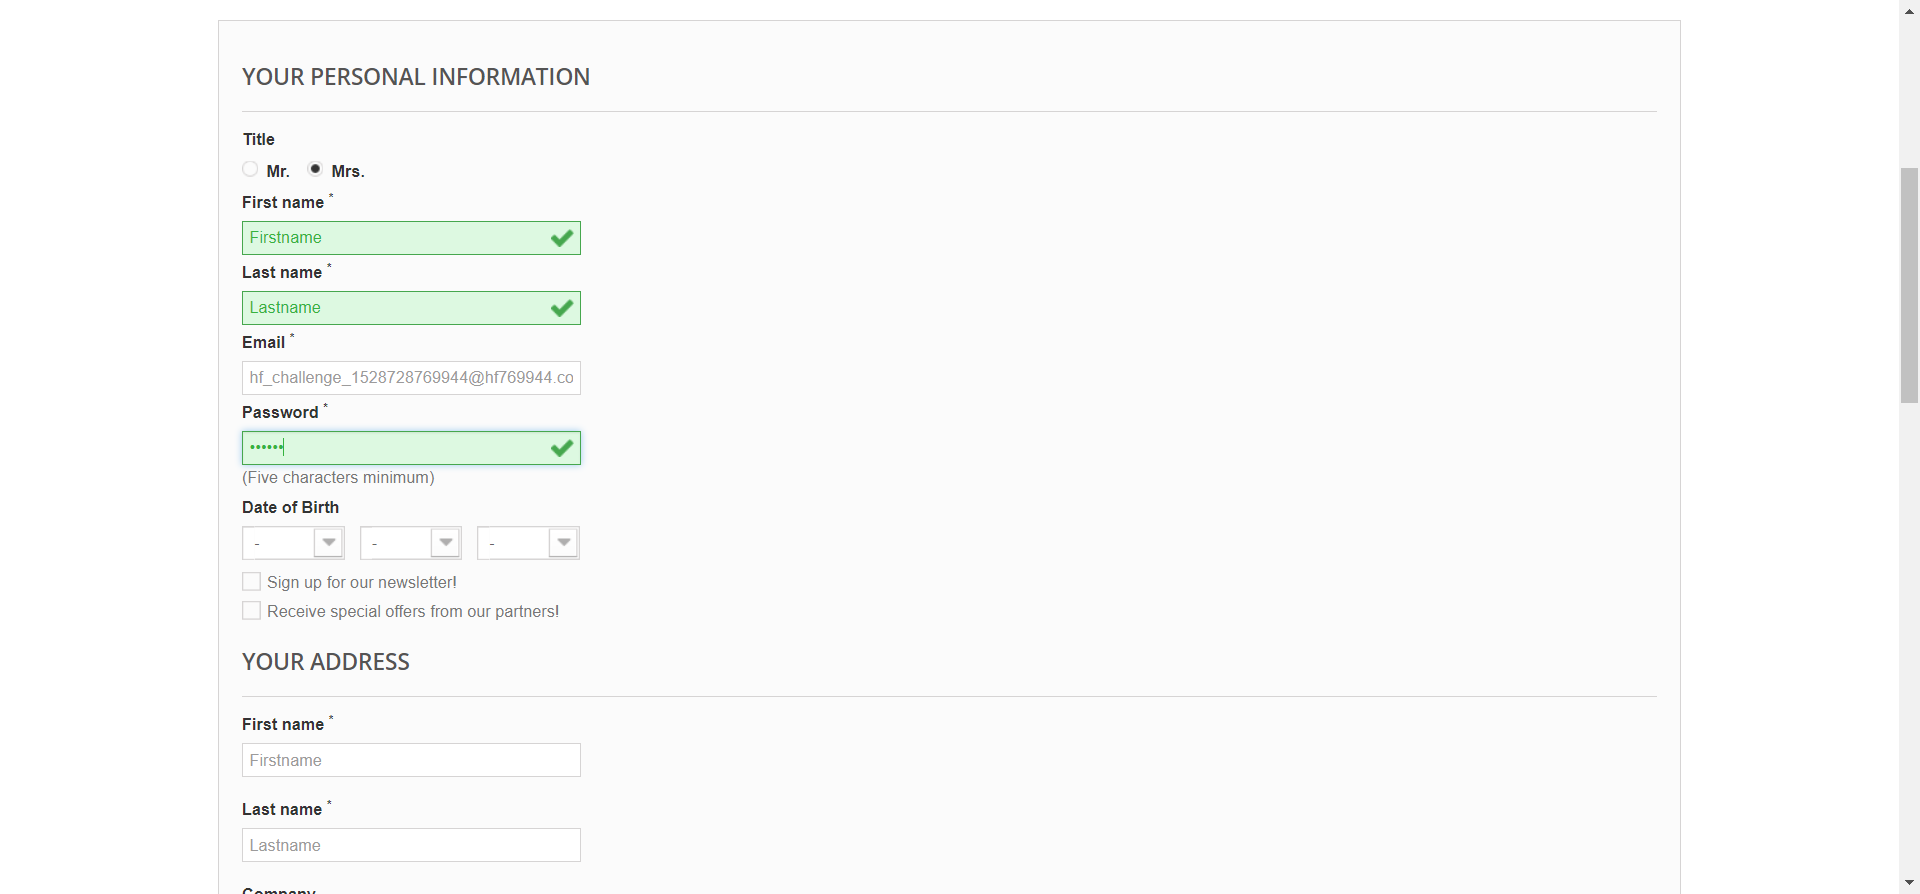 YOUR PERSONAL INFORMATION
Title
Mr. Mrs.
First name *
Firstname
Last name *
Lastname
Email *
hf_challenge_1528728769944@hf769944.co
Password *
••••••
(Five characters minimum)
Date of Birth
- - -
Sign up for our newsletter!
Receive special offers from our partners!
YOUR ADDRESS
First name *
Firstname
Last name *
Lastname
Company